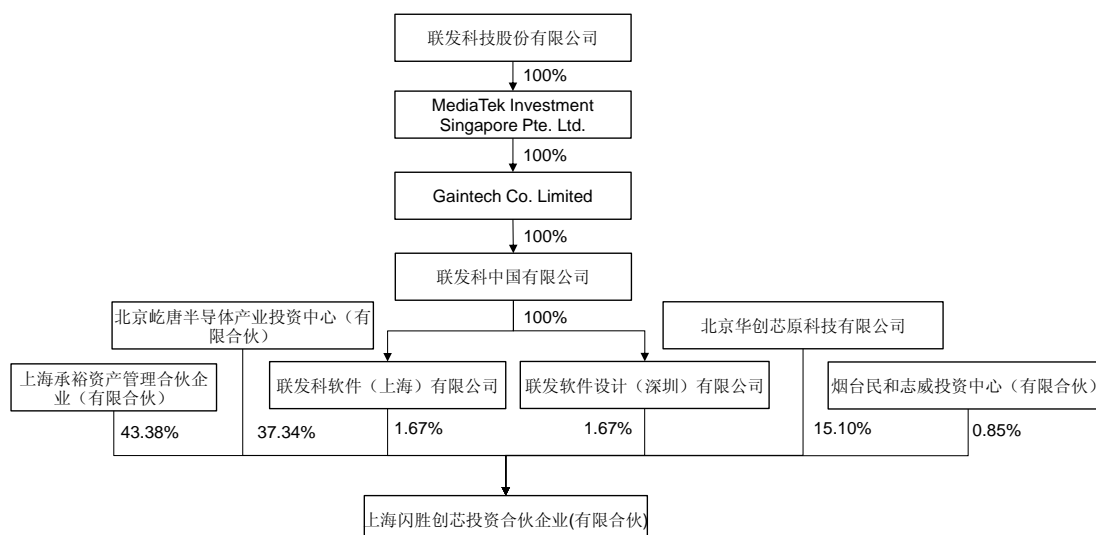 联发科技股份有限公司
100%
MediaTek Investment
Singapore Pte. Ltd.
100%
Gaintech Co. Limited
100%
联发科中国有限公司
100%
北京屹唐半导体产业投资中心（有
限合伙）
北京华创芯原科技有限公司
上海承裕资产管理合伙企
业（有限合伙）
联发科软件（上海）有限公司
联发软件设计（深圳）有限公司
烟台民和志威投资中心（有限合伙）
43.38%
37.34%
1.67%
1.67%
15.10%
0.85%
上海闪胜创芯投资合伙企业(有限合伙)